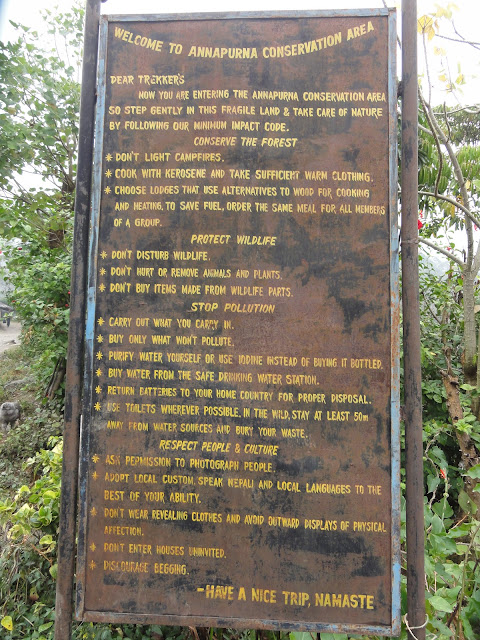 WELCOME TO ANNAPURNA CONSERVATION AREA
DEAR TREKKER'S
NOW YOU ARE ENTERING THE ANNAPURNA CONSERVATION AREA
SO STEP GENTLY IN THIS FRAGILE LAND & TAKE CARE OF NATURE
BY FOLLOWING OUR MINIMUM IMPACT CODE.
CONSERVE THE FOREST
* DON'T LIGHT CAMPFIRES.
* COOK WITH KEROSENE AND TAKE SUFFICIENT WARM CLOTHING.
* CHOOSE LODGES THAT USE ALTERNATIVES TO WOOD FOR COOKING
AND HEATING, TO SAVE FUEL, ORDER THE SAME MEAL FOR ALL MEMBERS
OF A GROUP.
PROTECT WILDLIFE
* DON'T DISTURB WILDLIFE.
* DON'T HURT OR REMOVE ANIMALS AND PLANTS.
* DON'T BUY ITEMS MADE FROM WILDLIFE PARTS.
STOP POLLUTION
* CARRY OUT WHAT YOU CARRY IN.
* BUY ONLY WHAT WON'T POLLUTE.
* PURIFY WATER YOURSELF OR USE IODINE INSTEAD OF BUYING IT BOTTLED.
* BUY WATER FROM THE SAFE DRINKING WATER STATION.
* RETURN BATTERIES TO YOUR HOME COUNTRY FOR PROPER DISPOSAL.
* USE TOILETS WHEREVER POSSIBLE, IN THE WILD, STAY AT LEAST 50m
AWAY FROM WATER SOURCES AND BURY YOUR WASTE.
RESPECT PEOPLE & CULTURE
* ASK PERMISSION TO PHOTOGRAPH PEOPLE.
* ADOPT LOCAL CUSTOM, SPEAK NEPALI AND LOCAL LANGUAGES TO THE
BEST OF YOUR ABILITY.
* DON'T WEAR REVEALING CLOTHES AND AVOID OUTWARD DISPLAYS OF PHYSICAL
AFFECTION.
* DON'T ENTER HOUSES UNINVITED.
* DISCOURAGE BEGGING.
- HAVE A NICE TRIP, NAMASTE